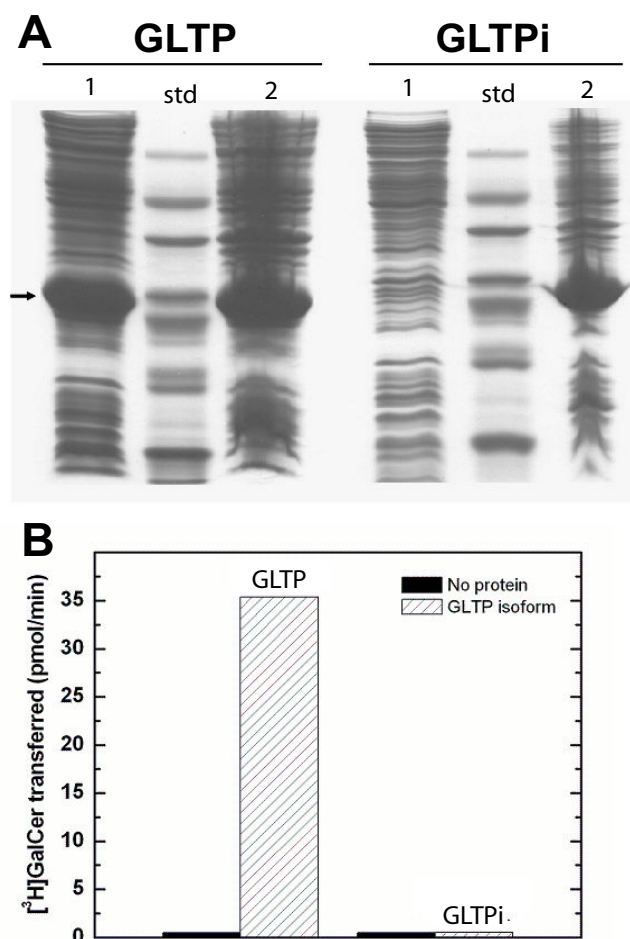 A
GLTP GLTPi
1 std 2 1 std 2
B
GLTP
No protein
GLTP isoform
[³H]GalCer transferred (pmol/min)
35
30
25
20
15
10
5
0
GLTPi